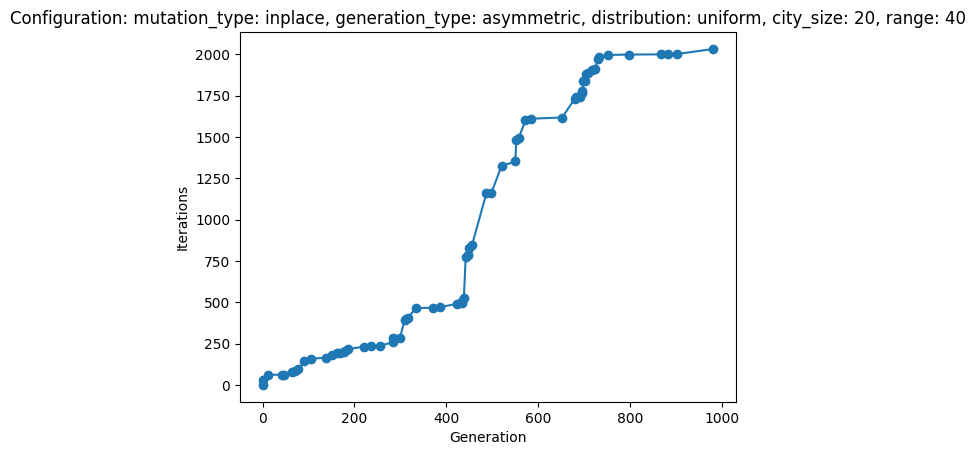 Configuration: mutation_type: inplace, generation_type: asymmetric, distribution: uniform, city_size: 20, range: 40
2000
1750
1500
1250
1000
750
500
250
0
Iterations
0 200 400 600 800 1000
Generation